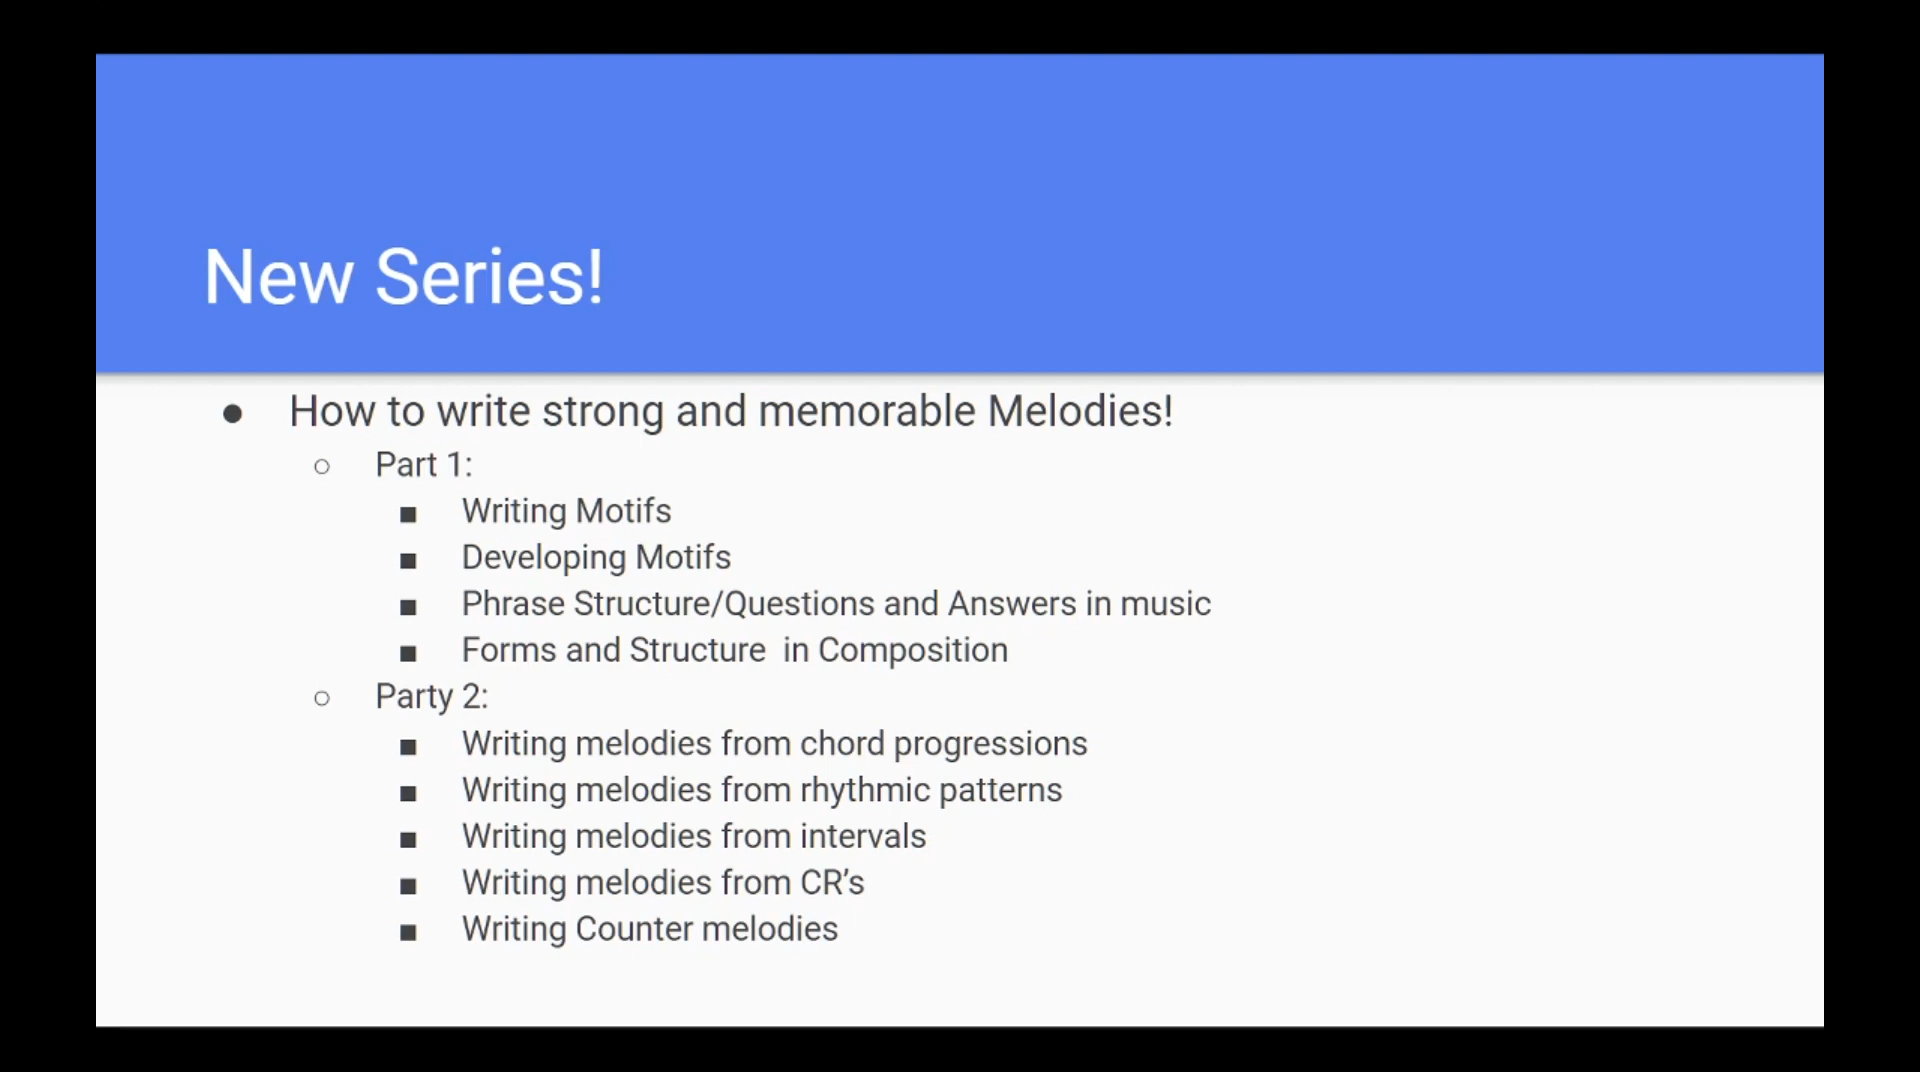 New Series!
● How to write strong and memorable Melodies!
○ Part 1:
■ Writing Motifs
■ Developing Motifs
■ Phrase Structure/Questions and Answers in music
■ Forms and Structure  in Composition
○ Party 2:
■ Writing melodies from chord progressions
■ Writing melodies from rhythmic patterns
■ Writing melodies from intervals
■ Writing melodies from CR’s
■ Writing Counter melodies